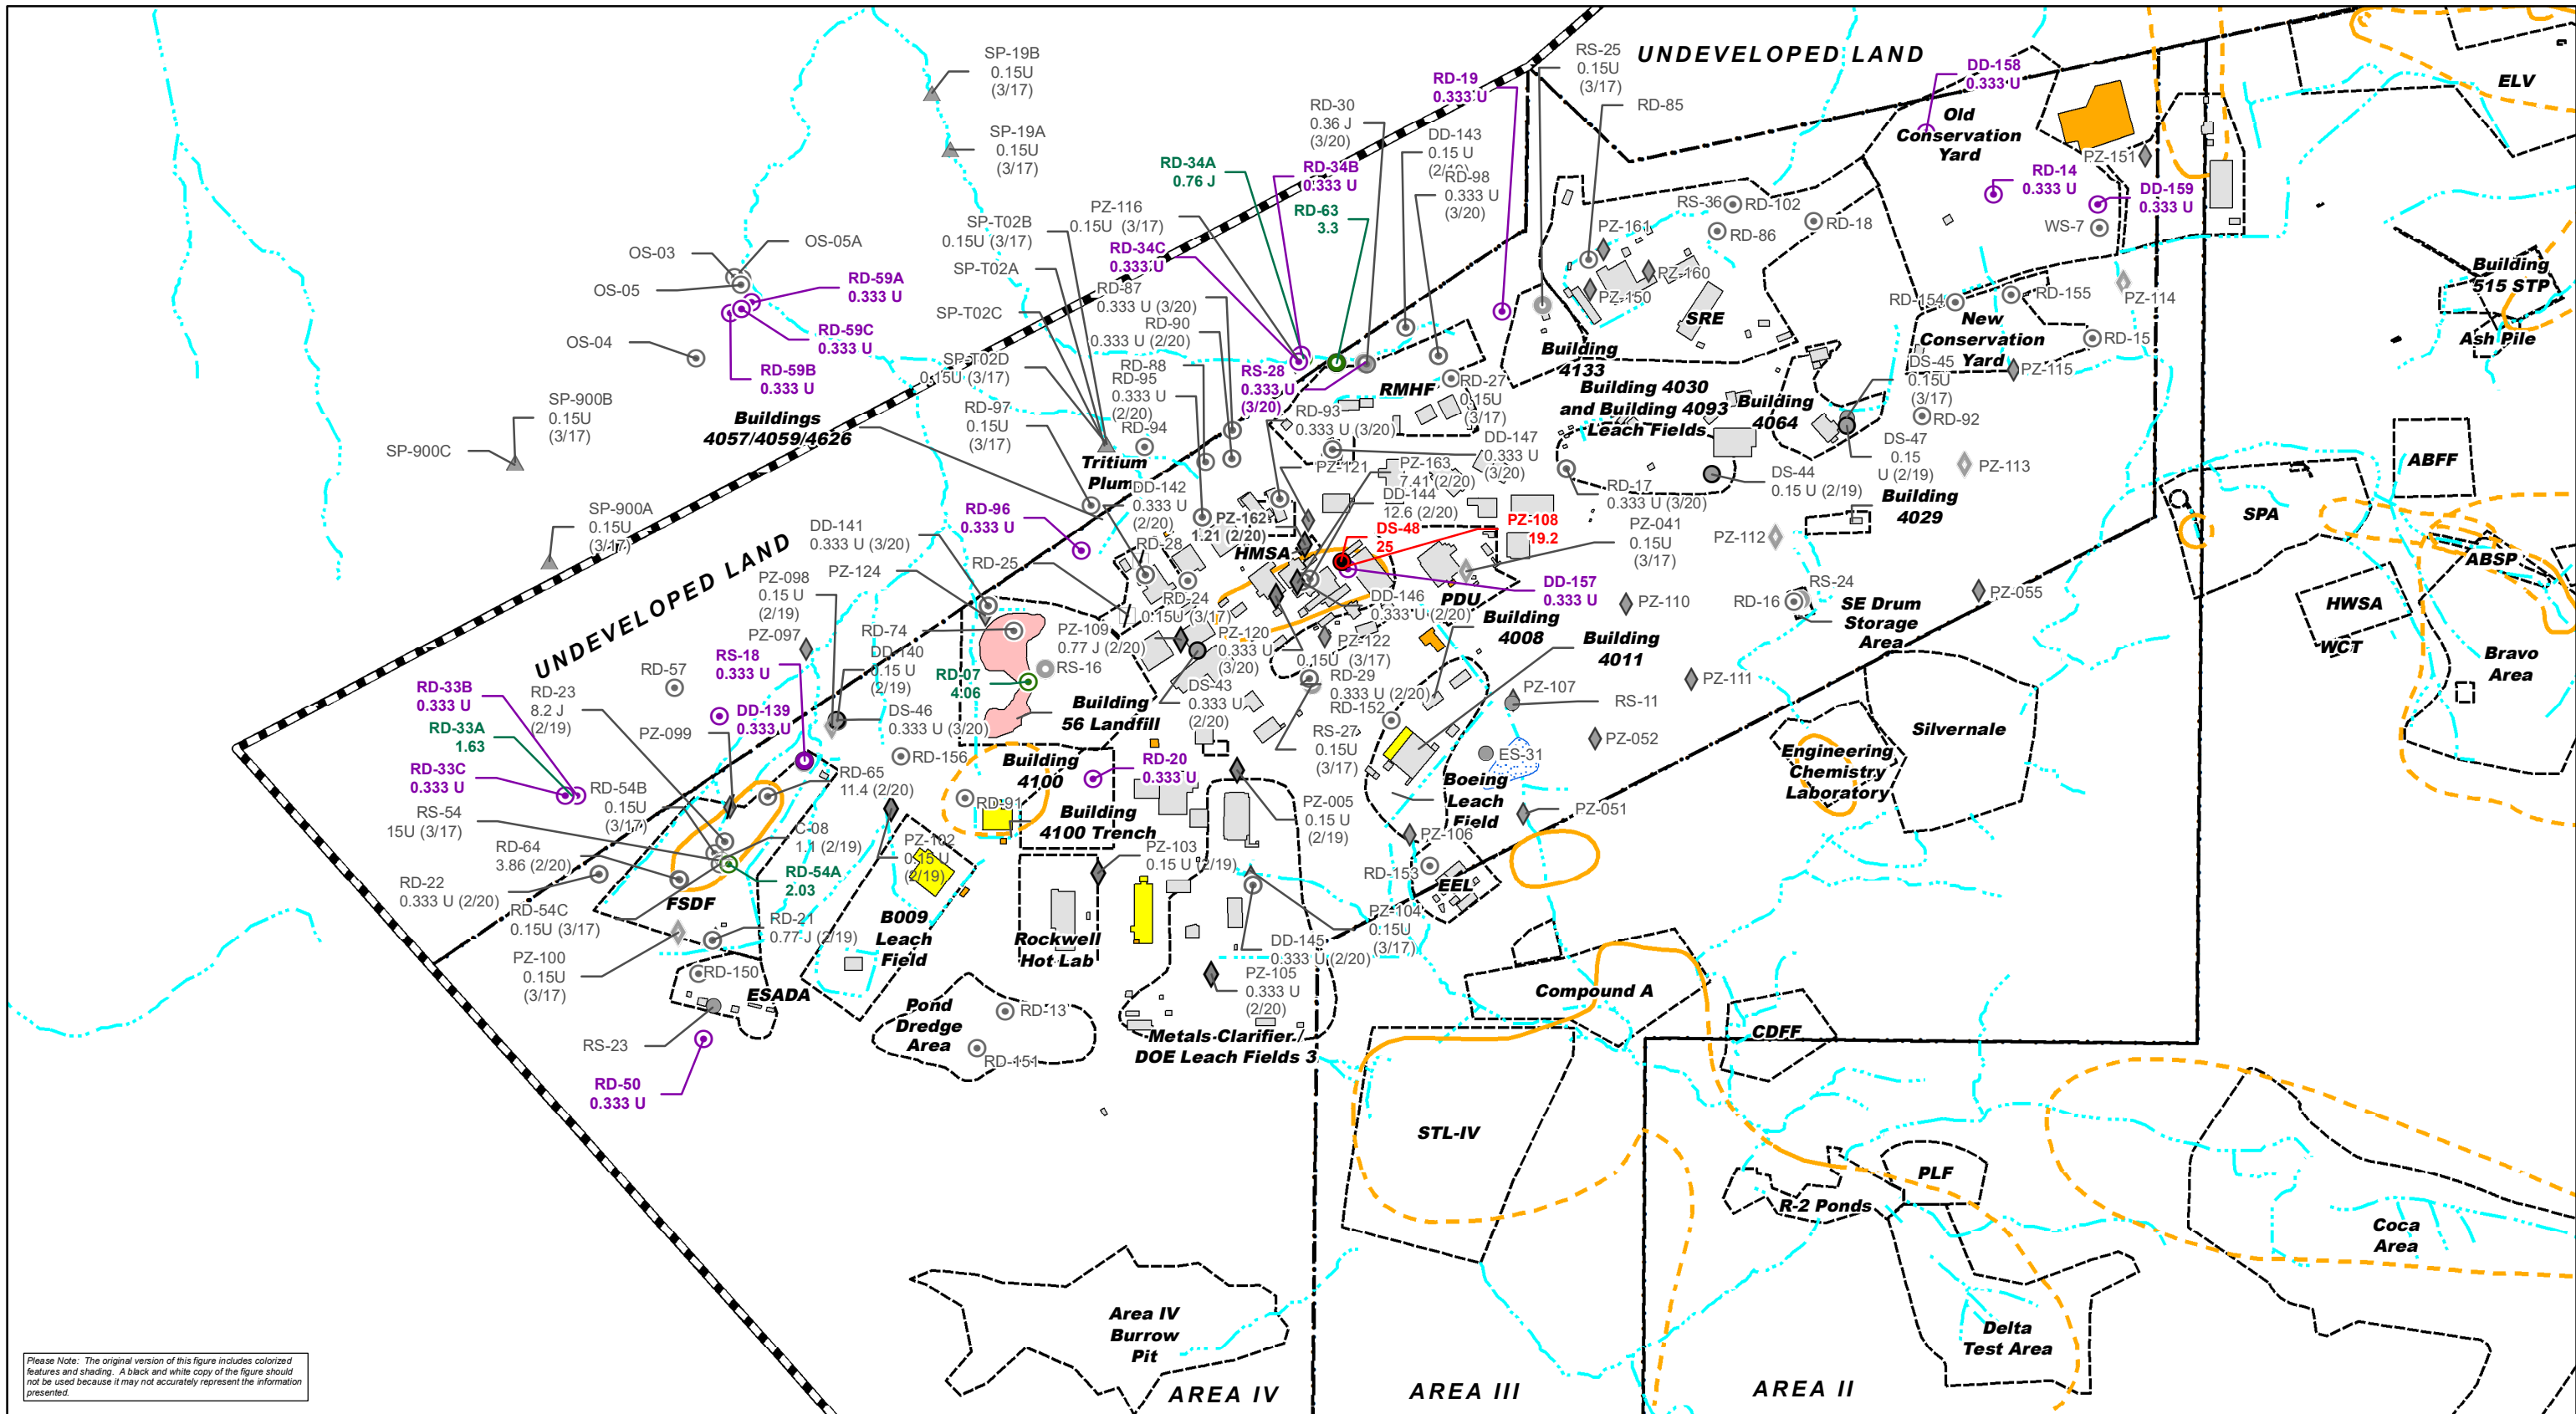 SP-19B
0.15U
(3/17)
SP-19A
0.15U
(3/17)
RS-25
0.15U
(3/17)
UNDEVELOPED LAND
RD-85
RD-19
0.333 U
RD-30
0.36 J
(3/20)
DD-143
0.15 U
RD-98
0.333 U
(3/20)
DD-158
0.333 U
Old
Conservation
Yard
ELV
PZ-151
RD-14
0.333 U
DD-159
0.333 U
WS-7
RD-34A
0.76 J
RD-34B
0.333 U
RD-63
3.3
PZ-116
0.15U (3/17)
RD-34C
0.333 U
SP-T02B
0.15U (3/17)
SP-T02A
SP-T02C
SP-T02D
0.15U (3/17)
RS-36
RD-102
RD-86
RD-18
PZ-161
PZ-160
PZ-150
SRE
OS-03
OS-05A
OS-05
OS-04
RD-59A
0.333 U
RD-59C
0.333 U
RD-59B
0.333 U
RD-87
0.333 U (3/20)
RD-90
0.333 U (2/20)
RD-88
RD-95
0.333 U
(2/20)
RD-94
RD-97
0.15U
(3/17)
RS-28
0.333 U
(3/20)
RMHF
RD-27
0.15U
(3/17)
RD-93
0.333 U (3/20)
Building
4133
Building 4030
and Building 4093
Leach Fields
Building
4064
RD-154
RD-155
New
Conservation
Yard
RD-15
PZ-114
PZ-115
DS-45
0.15U
(3/17)
RD-92
DS-47
0.15
U (2/19)
PZ-113
DS-44
0.15 U (2/19)
Building
4029
Building
515 STP
Ash Pile
ABFF
SPA
ABSP
HWSA
WCT
Bravo
Area
SP-900B
0.15U
(3/17)
SP-900C
SP-900A
0.15U
(3/17)
Buildings
4057/4059/4626
Tritium
Plum
DD-142
0.333 U
(2/20)
RD-96
0.333 U
DD-141
0.333 U (3/20)
PZ-124
RD-25
RD-28
PZ-162
1.21 (2/20)
HMSA
PZ-121
PZ-163
7.41 (2/20)
DD-144
12.6 (2/20)
DD-147
0.333 U
(3/20)
RD-17
0.333 U (3/20)
DS-48
25
PZ-108
19.2
PZ-041
0.15U
(3/17)
PZ-112
DD-157
0.333 U
DD-146
0.333 U (2/20)
PDU
Building
4008
Building
4011
PZ-110
RD-16
RS-24
SE Drum
Storage
Area
PZ-055
UNDEVELOPED LAND
PZ-098
0.15 U
(2/19)
PZ-097
RD-57
RS-18
0.333 U
RD-74
DD-140
0.15 U
(2/19)
DS-46
0.333 U (3/20)
RD-07
4.06
RS-16
RD-24
0.15U (3/17)
PZ-109
0.77 J (2/20)
PZ-120
0.333 U
(3/20)
PZ-122
0.15U (3/17)
RD-29
0.333 U (2/20)
RD-152
DS-43
0.333 U
(2/20)
RS-27
0.15U
(3/17)
PZ-107
RS-11
PZ-111
PZ-052
ES-31
Boeing
Leach
Field
PZ-051
Engineering
Chemistry
Laboratory
Silvernale
RD-33B
0.333 U
RD-33A
1.63
RD-33C
0.333 U
RD-23
8.2 J
(2/19)
DD-139
0.333 U
PZ-099
RD-156
Building
56 Landfill
Building
4100
Building
4100 Trench
RD-20
0.333 U
RD-65
11.4 (2/20)
RD-91
RD-54B
0.15U
(3/17)
RS-54
15U (3/17)
RD-64
3.86 (2/20)
RD-22
0.333 U (2/20)
RD-54C
0.15U (3/17)
C-08
1.1 (2/19)
RD-54A
2.03
FSDF
RD-21
0.77 J (2/19)
PZ-100
0.15U
(3/17)
RD-150
ESADA
RS-23
RD-50
0.333 U
PZ-102
0.15 U
(2/19)
B009
Leach
Field
PZ-103
0.15 U (2/19)
Rockwell
Hot Lab
PZ-005
0.15 U
(2/19)
PZ-106
RD-153
EEL
PZ-104
0.15U
(3/17)
DD-145
0.333 U (2/20)
PZ-105
0.333 U
(2/20)
Pond
Dredge
Area
RD-13
RD-151
Metals Clarifier/
DOE Leach Fields 3
Compound A
CDFF
STL-IV
PLF
R-2 Ponds
Coca
Area
Delta
Test Area
Area IV
Burrow
Pit
AREA IV
AREA III
AREA II
Please Note: The original version of this figure includes colorized
features and shading. A black and white copy of the figure should
not be used because it may not accurately represent the information
presented.